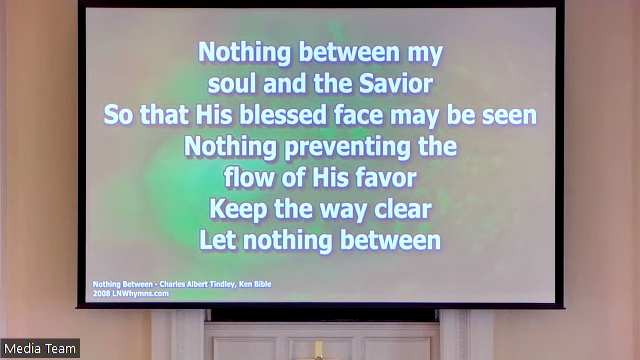 Nothing between my
soul and the Savior
So that His blessed face may be seen
Nothing preventing the
flow of His favor
Keep the way clear
Let nothing between
Nothing Between - Charles Albert Tindley, Ken Bible
2008 LNWhymns.com
Media Team